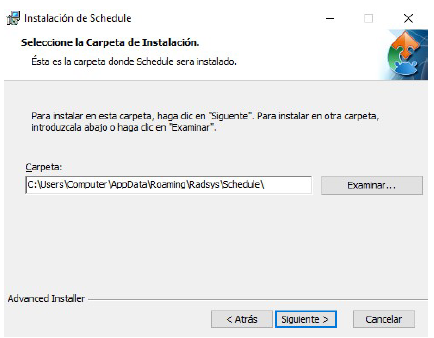 Instalación de Schedule
Seleccione la Carpeta de Instalación.
Ésta es la carpeta donde Schedule sera instalado.
Para instalar en esta carpeta, haga clic en "Siguente". Para instalar en otra carpeta,
introduzcala abajo o haga clic en "Examinar".
Carpeta:
C:\Users\Computer\AppData\Roaming\Radsys\Schedule\
Examinar...
Advanced Installer
< Atrás
Siguiente >
Cancelar